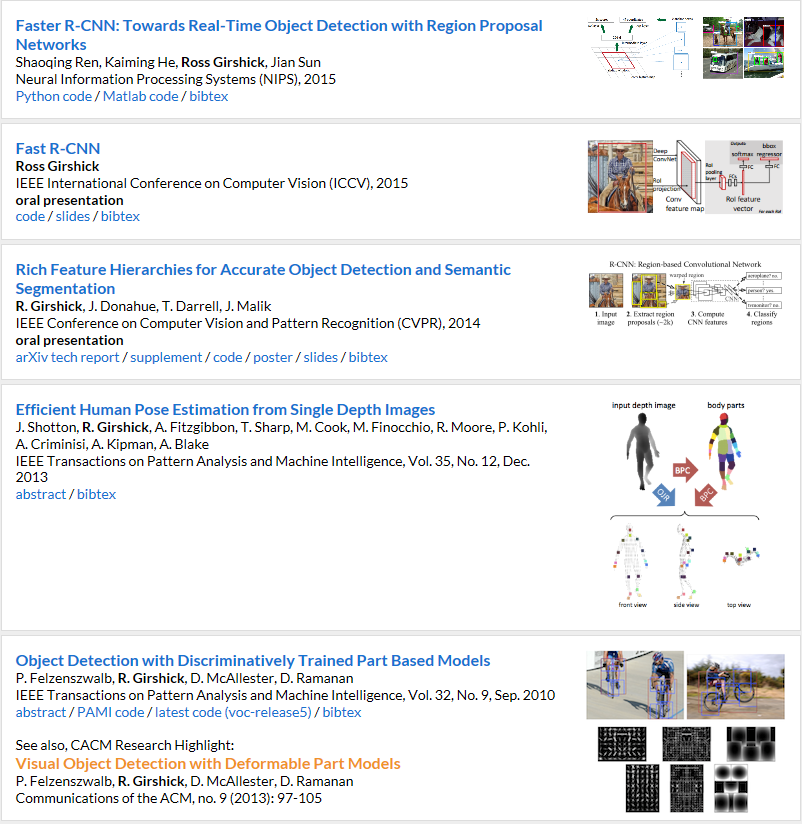 Faster R-CNN: Towards Real-Time Object Detection with Region Proposal
Networks
Shaoqing Ren, Kaiming He, Ross Girshick, Jian Sun
Neural Information Processing Systems (NIPS), 2015
Python code / Matlab code / bibtex
Fast R-CNN
Ross Girshick
IEEE International Conference on Computer Vision (ICCV), 2015
oral presentation
code / slides / bibtex
Deep
ConvNet
RoI
projection
Conv
feature map
RoI
pooling
layer
FCs
Outputs:
softmax
bbox
regressor
FC
FC
RoI feature
vector
For each RoI
Rich Feature Hierarchies for Accurate Object Detection and Semantic
Segmentation
R. Girshick, J. Donahue, T. Darrell, J. Malik
IEEE Conference on Computer Vision and Pattern Recognition (CVPR), 2014
oral presentation
arXiv tech report / supplement / code / poster / slides / bibtex
R-CNN: Region-based Convolutional Network
warped region
aeroplane? no.
person? yes.
tvmonitor? no.
CNN
1. Input
image
2. Extract region
proposals (~2k)
3. Compute
CNN features
4. Classify
regions
Efficient Human Pose Estimation from Single Depth Images
J. Shotton, R. Girshick, A. Fitzgibbon, T. Sharp, M. Cook, M. Finocchio, R. Moore, P. Kohli,
A. Criminisi, A. Kipman, A. Blake
IEEE Transactions on Pattern Analysis and Machine Intelligence, Vol. 35, No. 12, Dec.
2013
abstract / bibtex
input depth image
body parts
BPC
OJR
BPC
front view
side view
top view
Object Detection with Discriminatively Trained Part Based Models
P. Felzenszwalb, R. Girshick, D. McAllester, D. Ramanan
IEEE Transactions on Pattern Analysis and Machine Intelligence, Vol. 32, No. 9, Sep. 2010
abstract / PAMI code / latest code (voc-release5) / bibtex
See also, CACM Research Highlight:
Visual Object Detection with Deformable Part Models
P. Felzenszwalb, R. Girshick, D. McAllester, D. Ramanan
Communications of the ACM, no. 9 (2013): 97-105